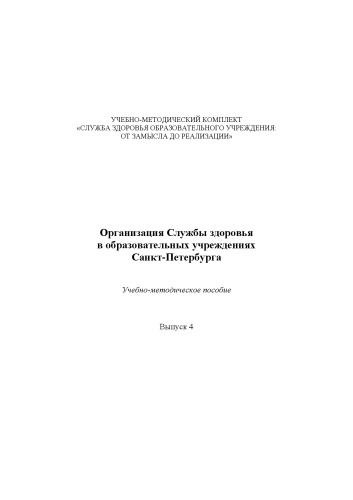 УЧЕБНО-МЕТОДИЧЕСКИЙ КОМПЛЕКТ
«СЛУЖБА ЗДОРОВЬЯ ОБРАЗОВАТЕЛЬНОГО УЧРЕЖДЕНИЯ:
ОТ ЗАМЫСЛА ДО РЕАЛИЗАЦИИ»
Организация Службы здоровья
в образовательных учреждениях
Санкт-Петербурга
Учебно-методическое пособие
Выпуск 4